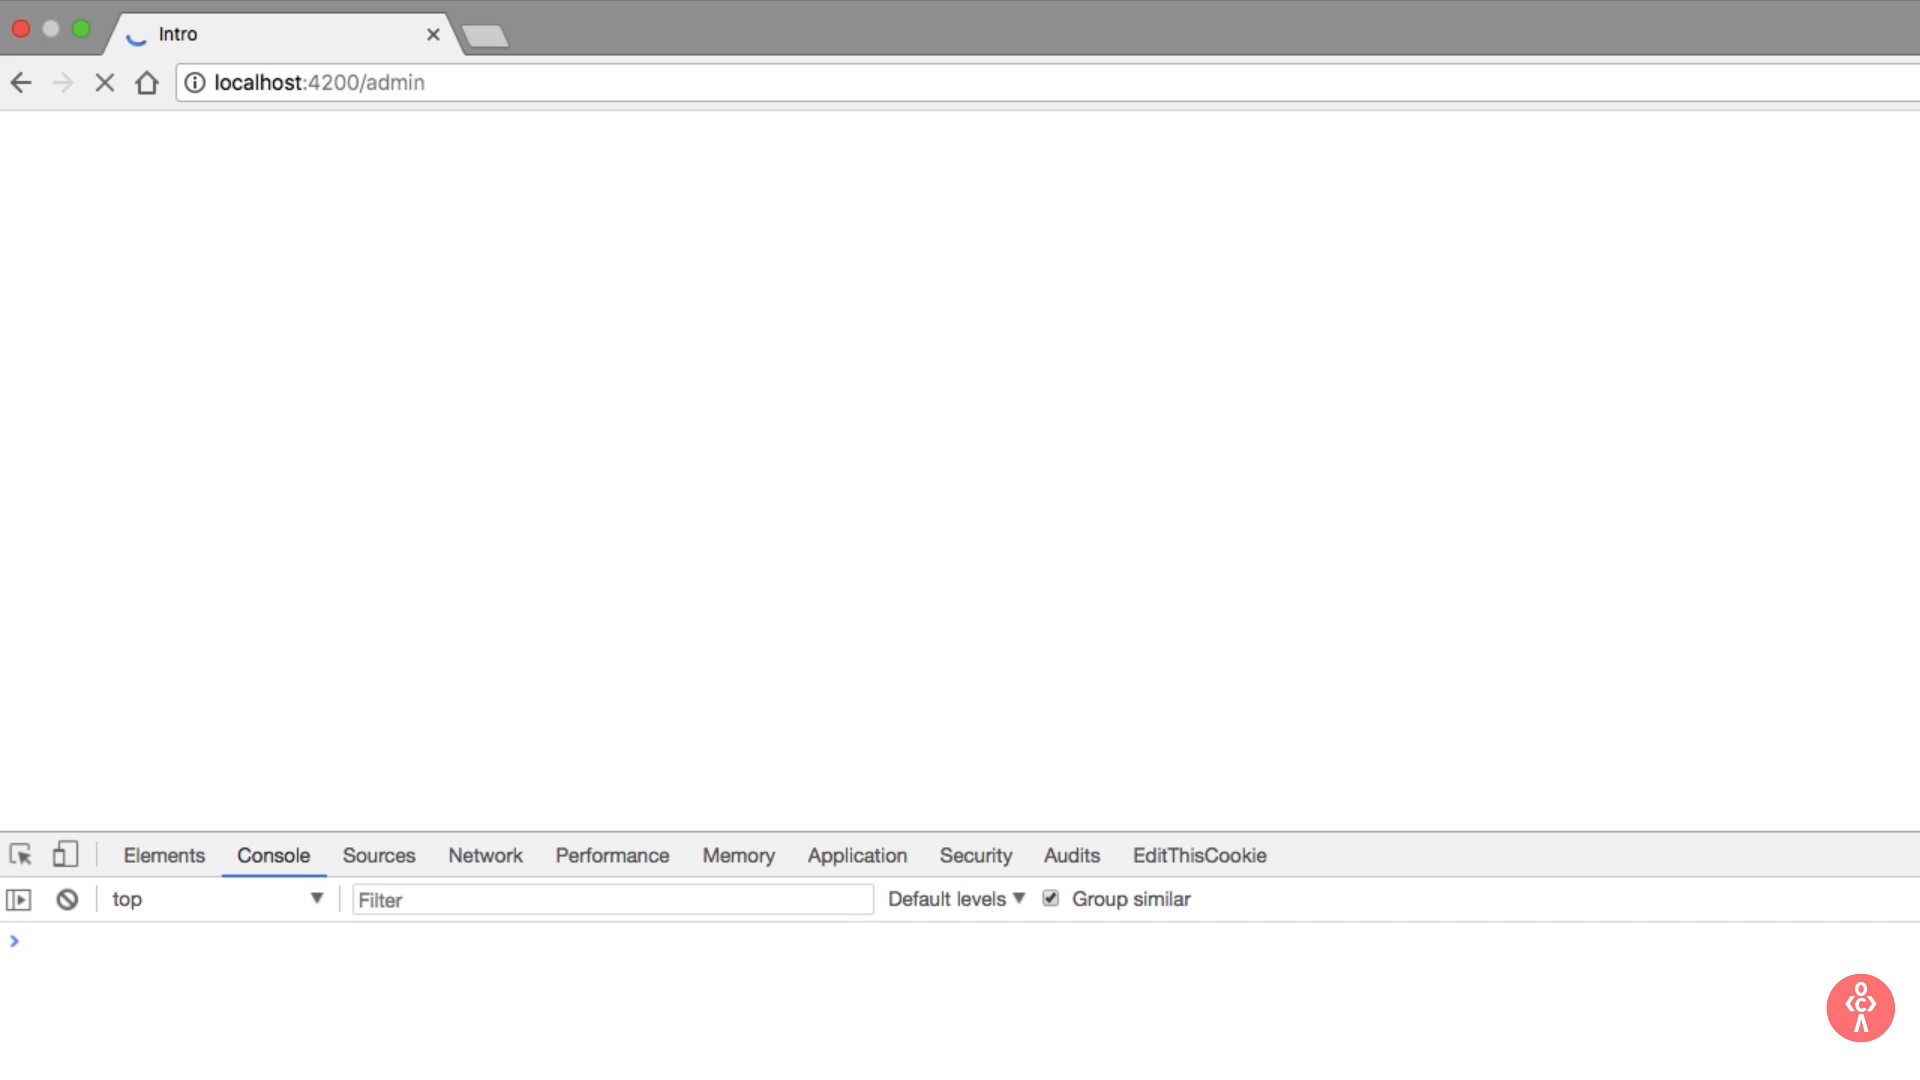 Intro
localhost:4200/admin
Elements Console Sources Network Performance Memory Application Security Audits EditThisCookie
top Filter Default levels Group similar